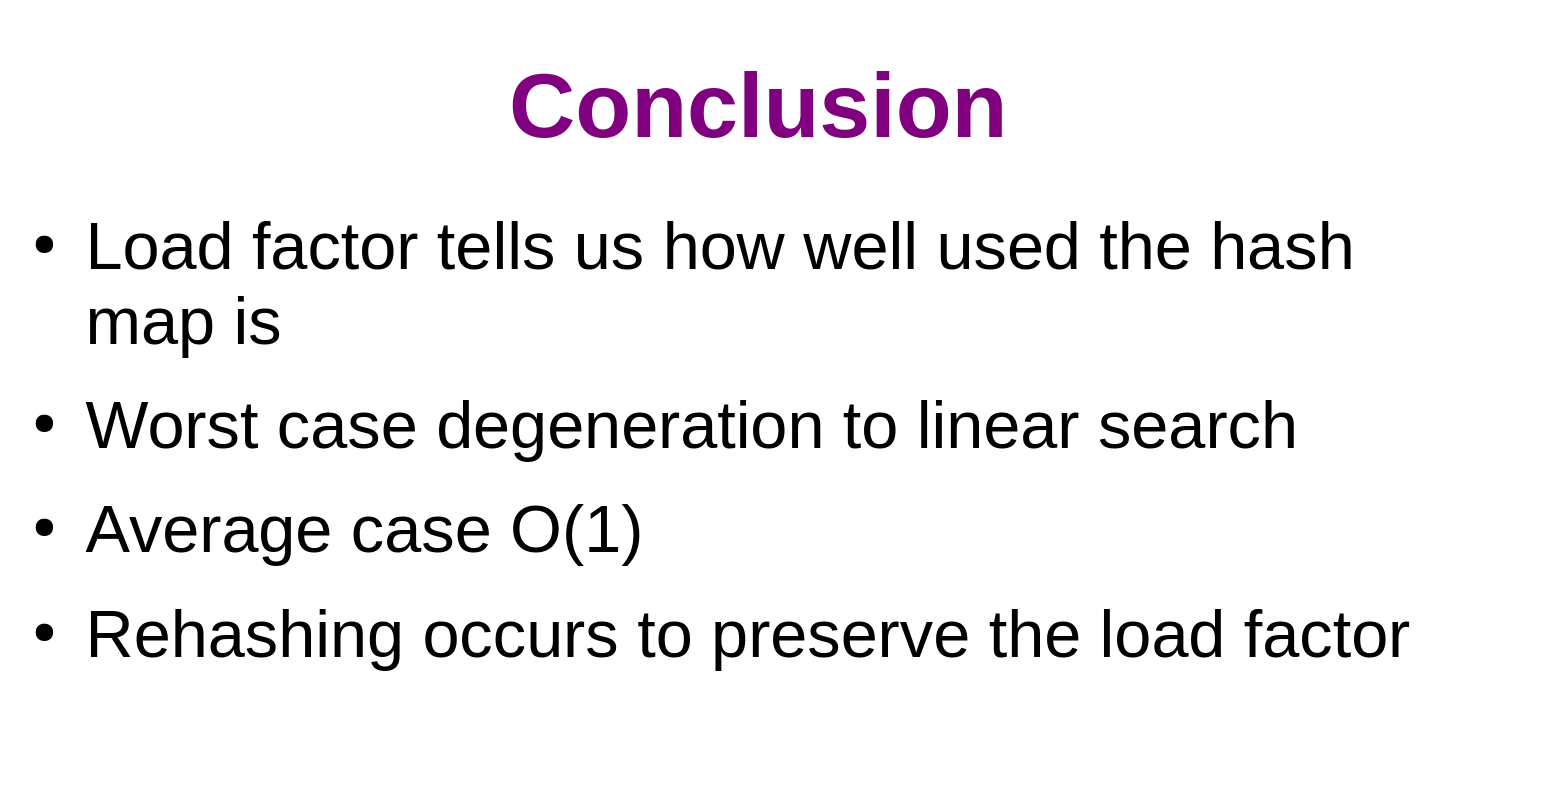 Conclusion
• Load factor tells us how well used the hash
map is
• Worst case degeneration to linear search
• Average case O(1)
• Rehashing occurs to preserve the load factor